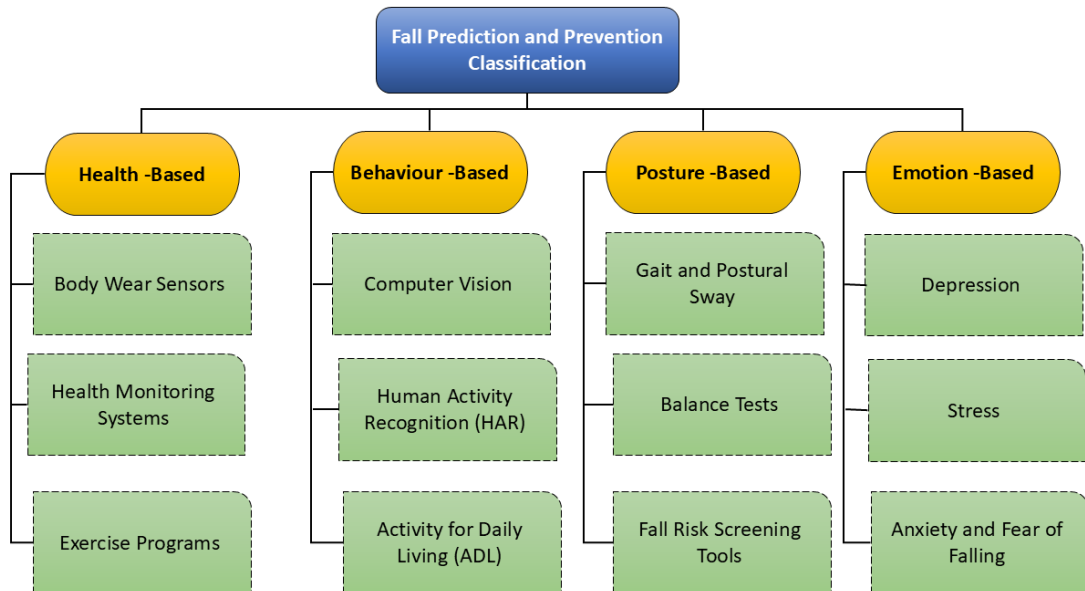 Fall Prediction and Prevention
Classification
Health -Based
Behaviour -Based
Posture -Based
Emotion -Based
Body Wear Sensors
Health Monitoring
Systems
Exercise Programs
Computer Vision
Human Activity
Recognition (HAR)
Activity for Daily
Living (ADL)
Gait and Postural
Sway
Balance Tests
Fall Risk Screening
Tools
Depression
Stress
Anxiety and Fear of
Falling